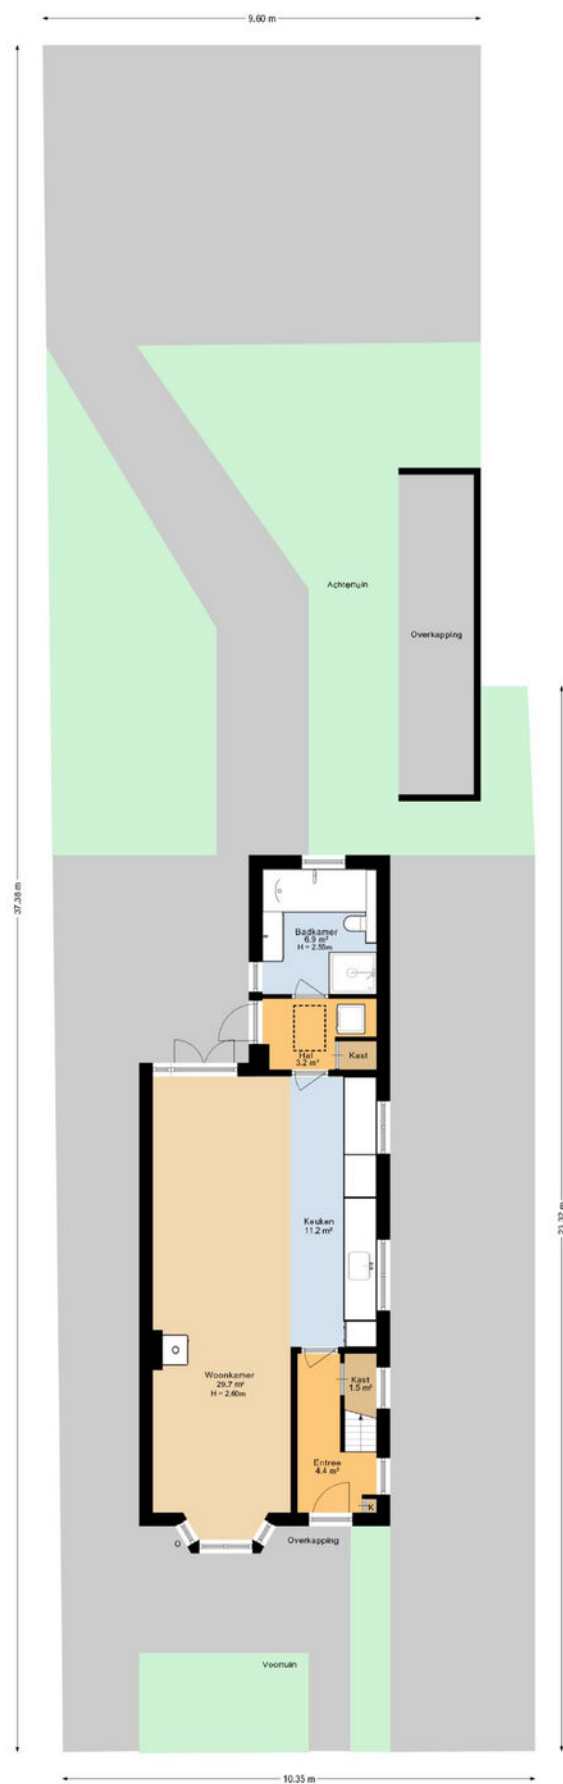 9.60 m
Achtertuin
Overkapping
37.38 m
23.32 m
Badkamer
6.9 m²
H = 2.55m
Hal
3.2 m²
Kast
Keuken
11.2 m²
Woonkamer
29.7 m²
H = 2.60m
Kast
1.5 m²
Entree
4.4 m²
K
O
Overkapping
Voortuin
10.35 m